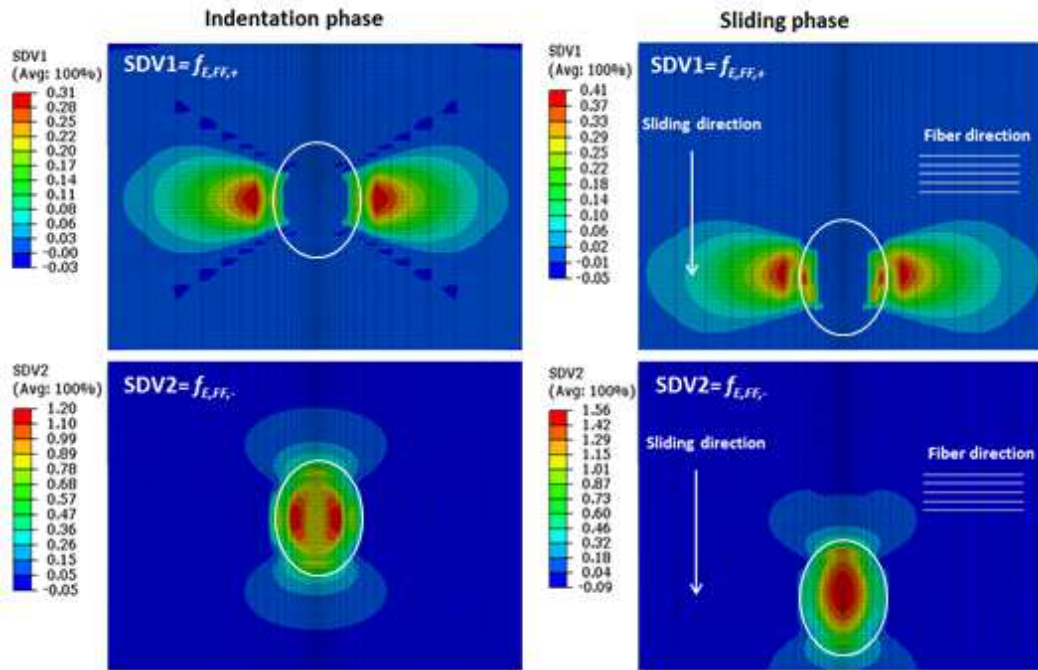 Indentation phase
Sliding phase
SDV1
(Avg: 100%)
0.31
0.28
0.25
0.22
0.20
0.17
0.14
0.11
0.08
0.06
0.03
-0.00
-0.03
SDV1=fE,FF,+
SDV1
(Avg: 100%)
0.41
0.37
0.33
0.29
0.25
0.22
0.18
0.14
0.10
0.06
0.02
-0.01
-0.05
SDV1=fE,FF,+
Sliding direction
Fiber direction
SDV2
(Avg: 100%)
1.20
1.10
0.99
0.89
0.78
0.68
0.57
0.47
0.36
0.26
0.15
0.05
-0.05
SDV2=fE,FF,-
SDV2
(Avg: 100%)
1.56
1.42
1.29
1.15
1.01
0.87
0.73
0.60
0.46
0.32
0.18
0.04
-0.09
SDV2=fE,FF,-
Sliding direction
Fiber direction